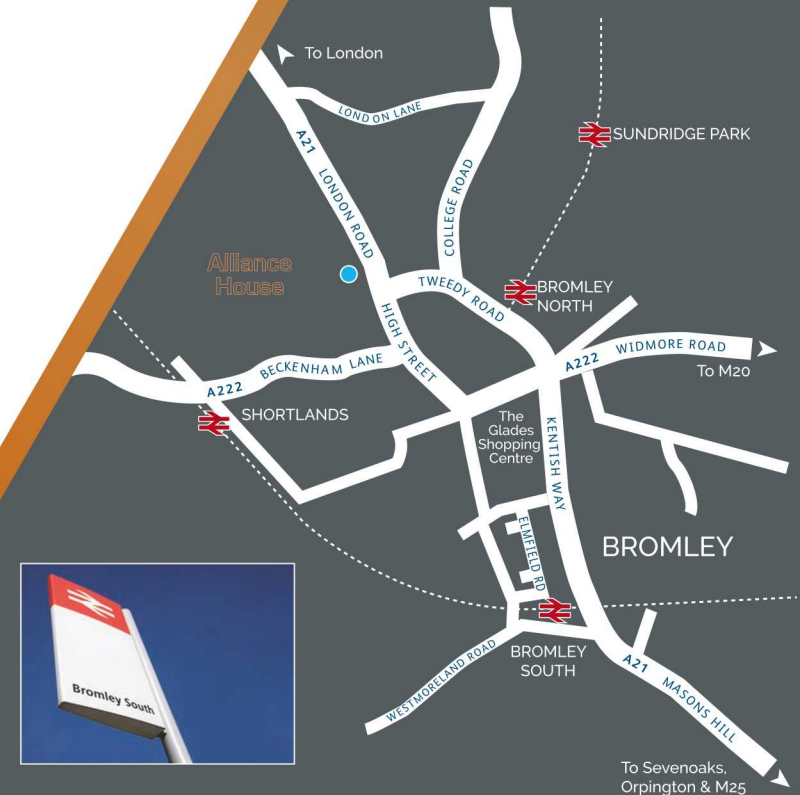 To London
LONDON LANE
A21 LONDON ROAD
COLLEGE ROAD
SUNDRIDGE PARK
Alliance
House
TWEEDY ROAD
BROMLEY
NORTH
HIGH STREET
A222 BECKENHAM LANE
A222 WIDMORE ROAD
To M20
SHORTLANDS
The
Glades
Shopping
Centre
KENTISH WAY
ELMFIELD RD
BROMLEY
BROMLEY
SOUTH
WESTMORELAND ROAD
A21 MASONS HILL
Bromley South
To Sevenoaks,
Orpington & M25